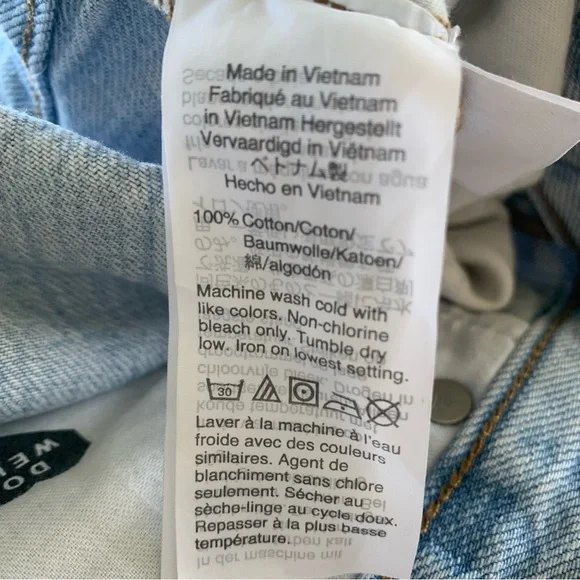 Made in Vietnam
Fabriqué au Vietnam
in Vietnam Hergestellt
Vervaardigd in Viëtnam
ベトナム製
Hecho en Vietnam
100% Cotton/Coton/
Baumwolle/Katoen/
綿/algodón
Machine wash cold with
like colors. Non-chlorine
bleach only. Tumble dry
low. Iron on lowest setting.
30
Laver à la machine à l'eau
froide avec des couleurs
similaires. Agent de
blanchiment sans chlore
seulement. Sécher au
sèche-linge au cycle doux.
Repasser à la plus basse
température.
DO
WE